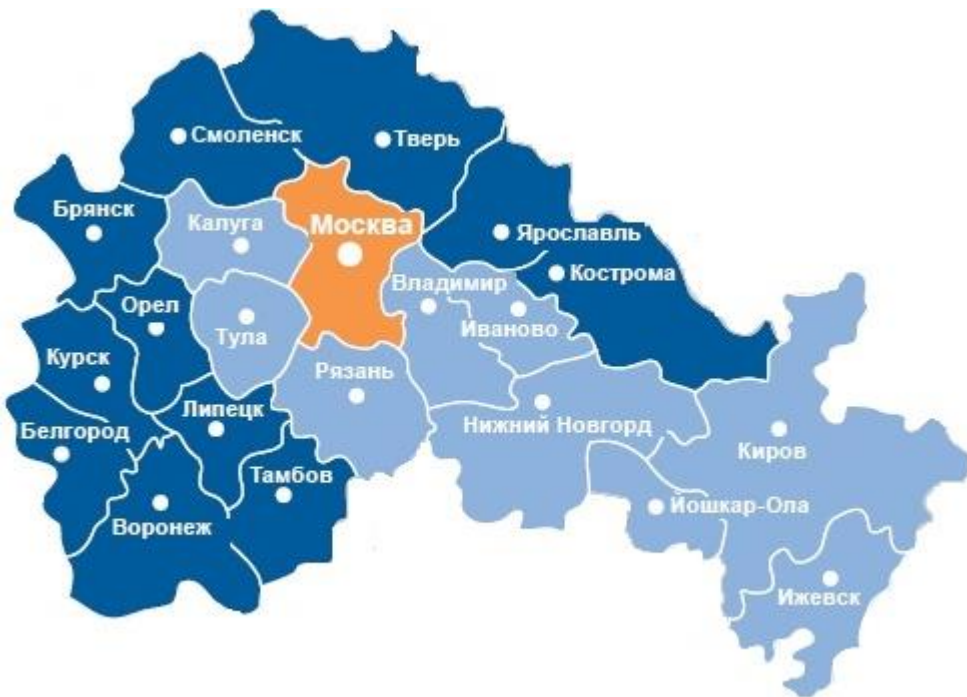 Смоленск
Тверь
Брянск
Калуга
Москва
Ярославль
Кострома
Владимир
Орел
Иваново
Тула
Курск
Рязань
Липецк
Нижний Новгорд
Белгород
Киров
Тамбов
Йошкар-Ола
Воронеж
Ижевск